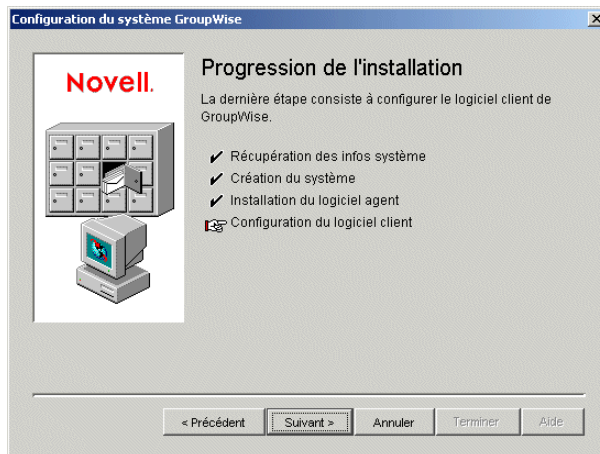 Configuration du système GroupWise
Novell.
Progression de l'installation
La dernière étape consiste à configurer le logiciel client de
GroupWise.
Récupération des infos système
Création du système
Installation du logiciel agent
Configuration du logiciel client
< Précédent
Suivant >
Annuler
Terminer
Aide